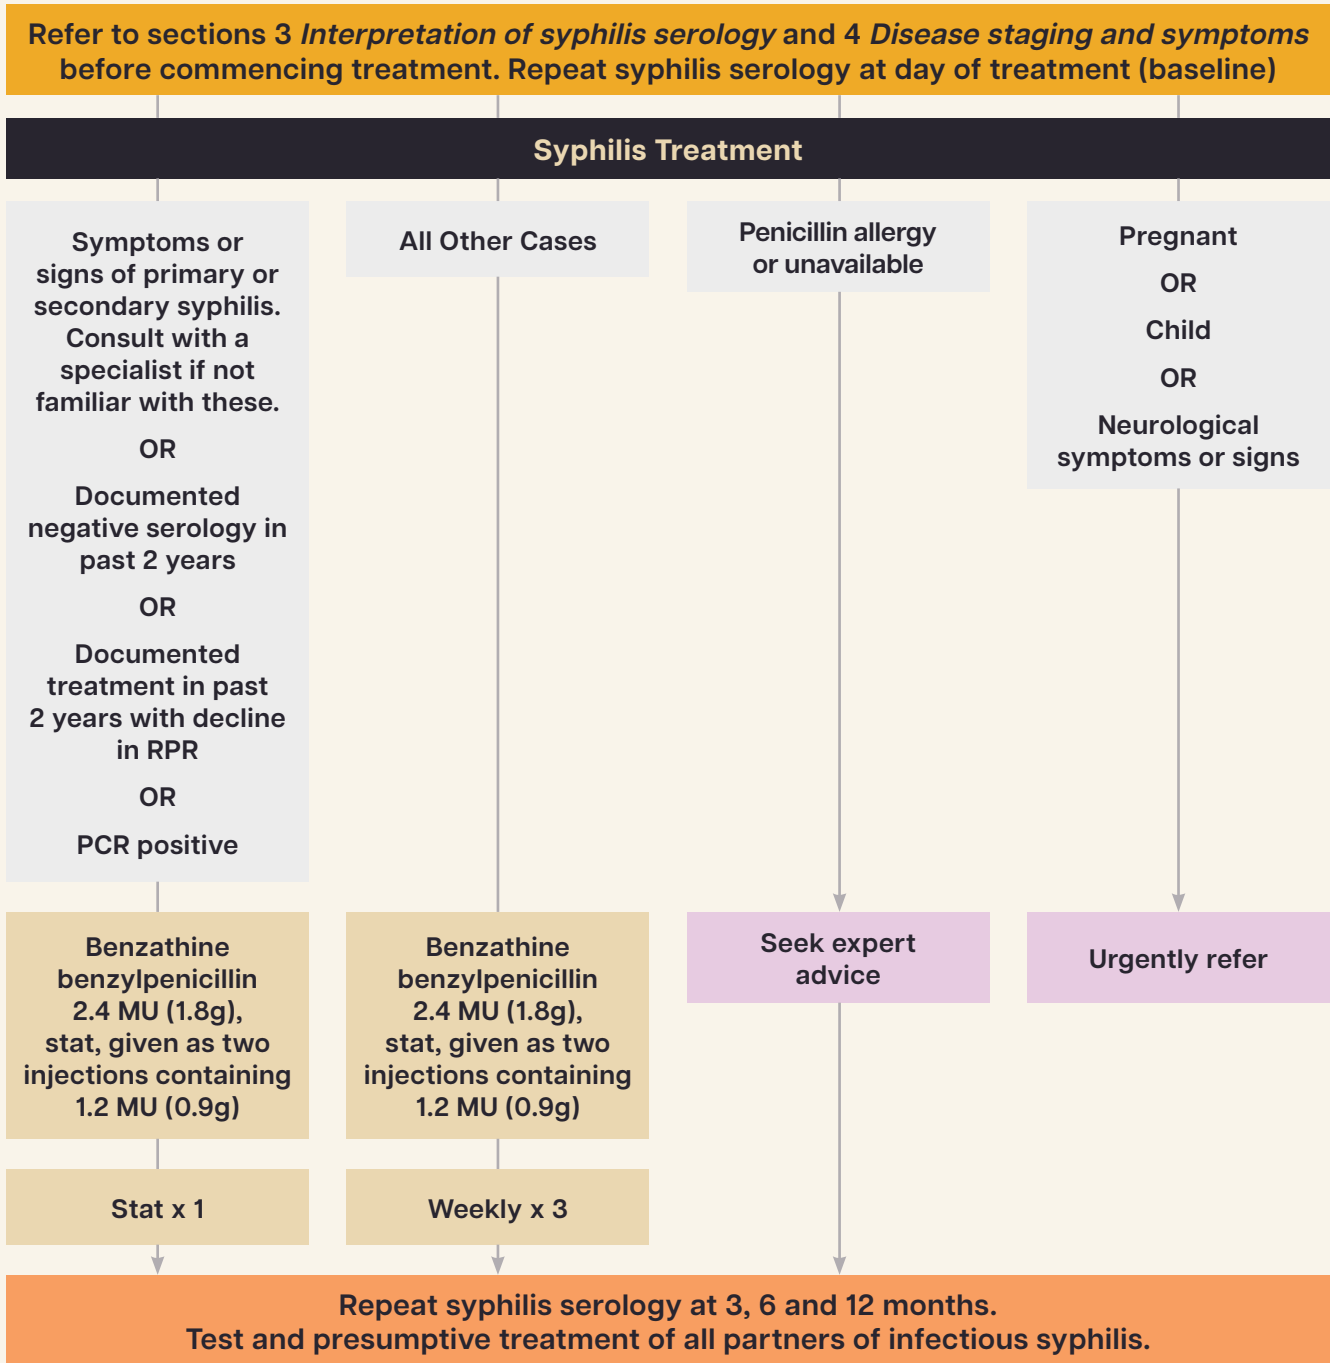 Refer to sections 3 Interpretation of syphilis serology and 4 Disease staging and symptoms
before commencing treatment. Repeat syphilis serology at day of treatment (baseline)
Syphilis Treatment
Symptoms or
signs of primary or
secondary syphilis.
Consult with a
specialist if not
familiar with these.
OR
Documented
negative serology in
past 2 years
OR
Documented
treatment in past
2 years with decline
in RPR
OR
PCR positive
Benzathine
benzylpenicillin
2.4 MU (1.8g),
stat, given as two
injections containing
1.2 MU (0.9g)
Stat x 1
All Other Cases
Benzathine
benzylpenicillin
2.4 MU (1.8g),
stat, given as two
injections containing
1.2 MU (0.9g)
Weekly x 3
Penicillin allergy
or unavailable
Seek expert
advice
Pregnant
OR
Child
OR
Neurological
symptoms or signs
Urgently refer
Repeat syphilis serology at 3, 6 and 12 months.
Test and presumptive treatment of all partners of infectious syphilis.